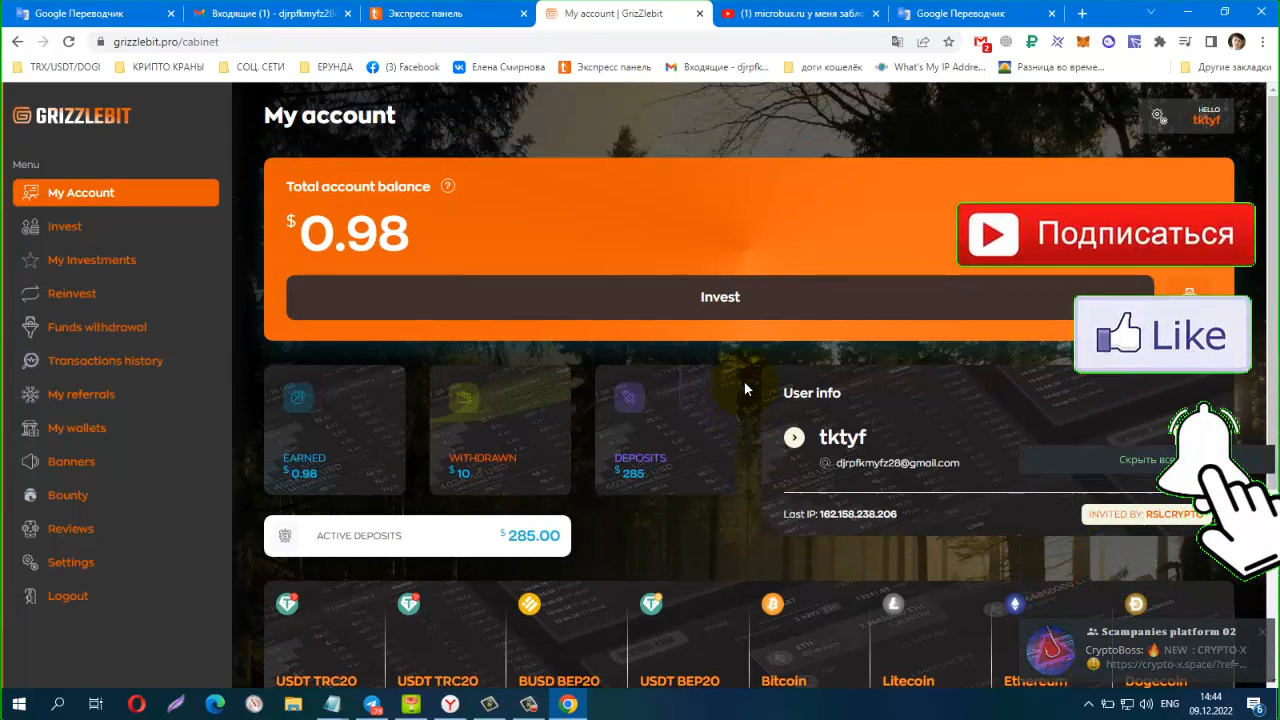 Google Переводчик
Входящие (1) - djrpfkmyfz28
Экспресс панель
My account | GrizZlebit
(1) microbux.ru у меня забло
Google Переводчик
grizzlebit.pro/cabinet
2
TRX/USDT/DOGI
КРИПТО КРАНЫ
СОЦ. СЕТИ
ЕРУНДА
(3) Facebook
Елена Смирнова
Экспресс панель
Входящие - djrpfk...
доги кошелёк
What's My IP Addre...
Разница во време...
Другие закладки
GRIZZLEBIT
My account
HELLO
tktyf
Menu
My Account
Invest
My Investments
Reinvest
Funds withdrawal
Transactions history
My referrals
My wallets
Banners
Bounty
Reviews
Settings
Logout
Total account balance ?
$ 0.98
Invest
Подписаться
Like
EARNED
$ 0.98
WITHDRAWN
$ 10
DEPOSITS
$ 285
User info
tktyf
@ djrpfkmyfz28@gmail.com
Скрыть все
Last IP: 162.158.238.206
INVITED BY: RSLCRYPTO
ACTIVE DEPOSITS
$ 285.00
USDT TRC20
USDT TRC20
BUSD BEP20
USDT BEP20
Bitcoin
Litecoin
Ethereum
Dogecoin
Scampanies platform 02
CryptoBoss: 🔥 NEW : CRYPTO-X
https://crypto-x.space/?ref=...
ENG
14:44
09.12.2022
6